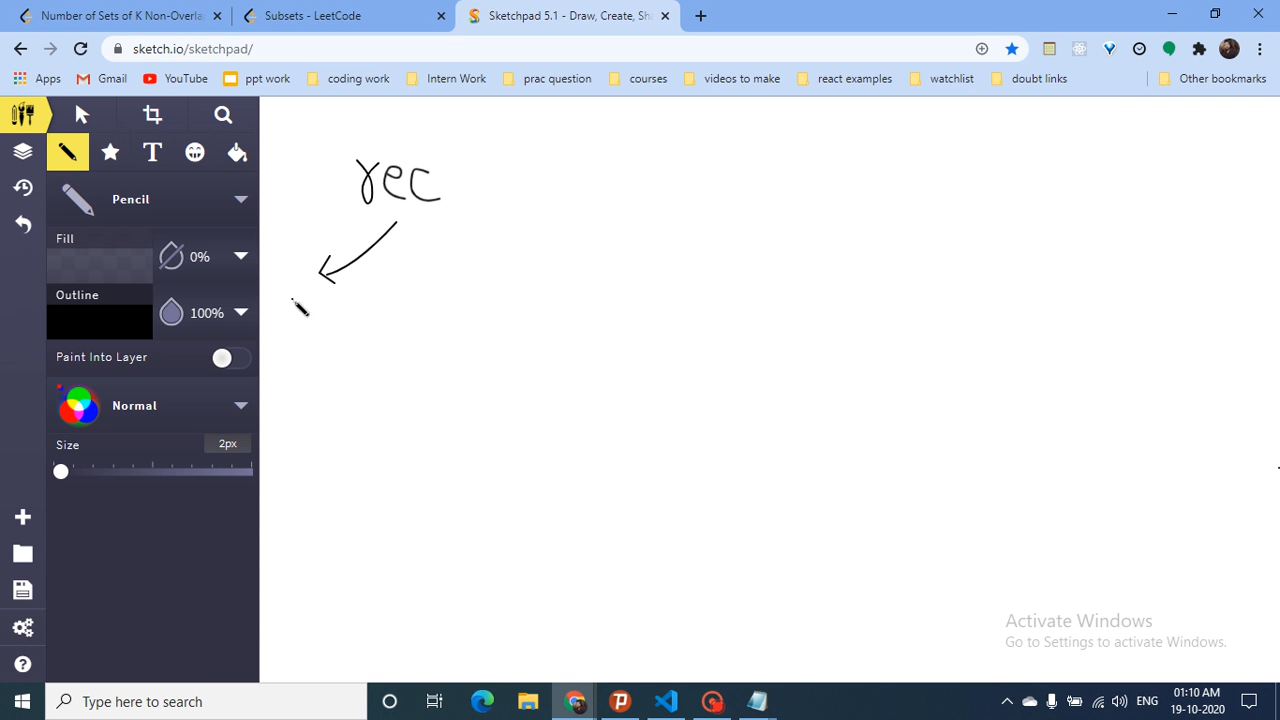 Number of Sets of K Non-Overla
Subsets - LeetCode
Sketchpad 5.1 - Draw, Create, Sh
sketch.io/sketchpad/
Apps
Gmail
YouTube
ppt work
coding work
Intern Work
prac question
courses
videos to make
react examples
watchlist
doubt links
Other bookmarks
rec
Pencil
Fill
0%
Outline
100%
Paint Into Layer
Normal
Size
2px
Activate Windows
Go to Settings to activate Windows.
Type here to search
ENG
01:10 AM
19-10-2020